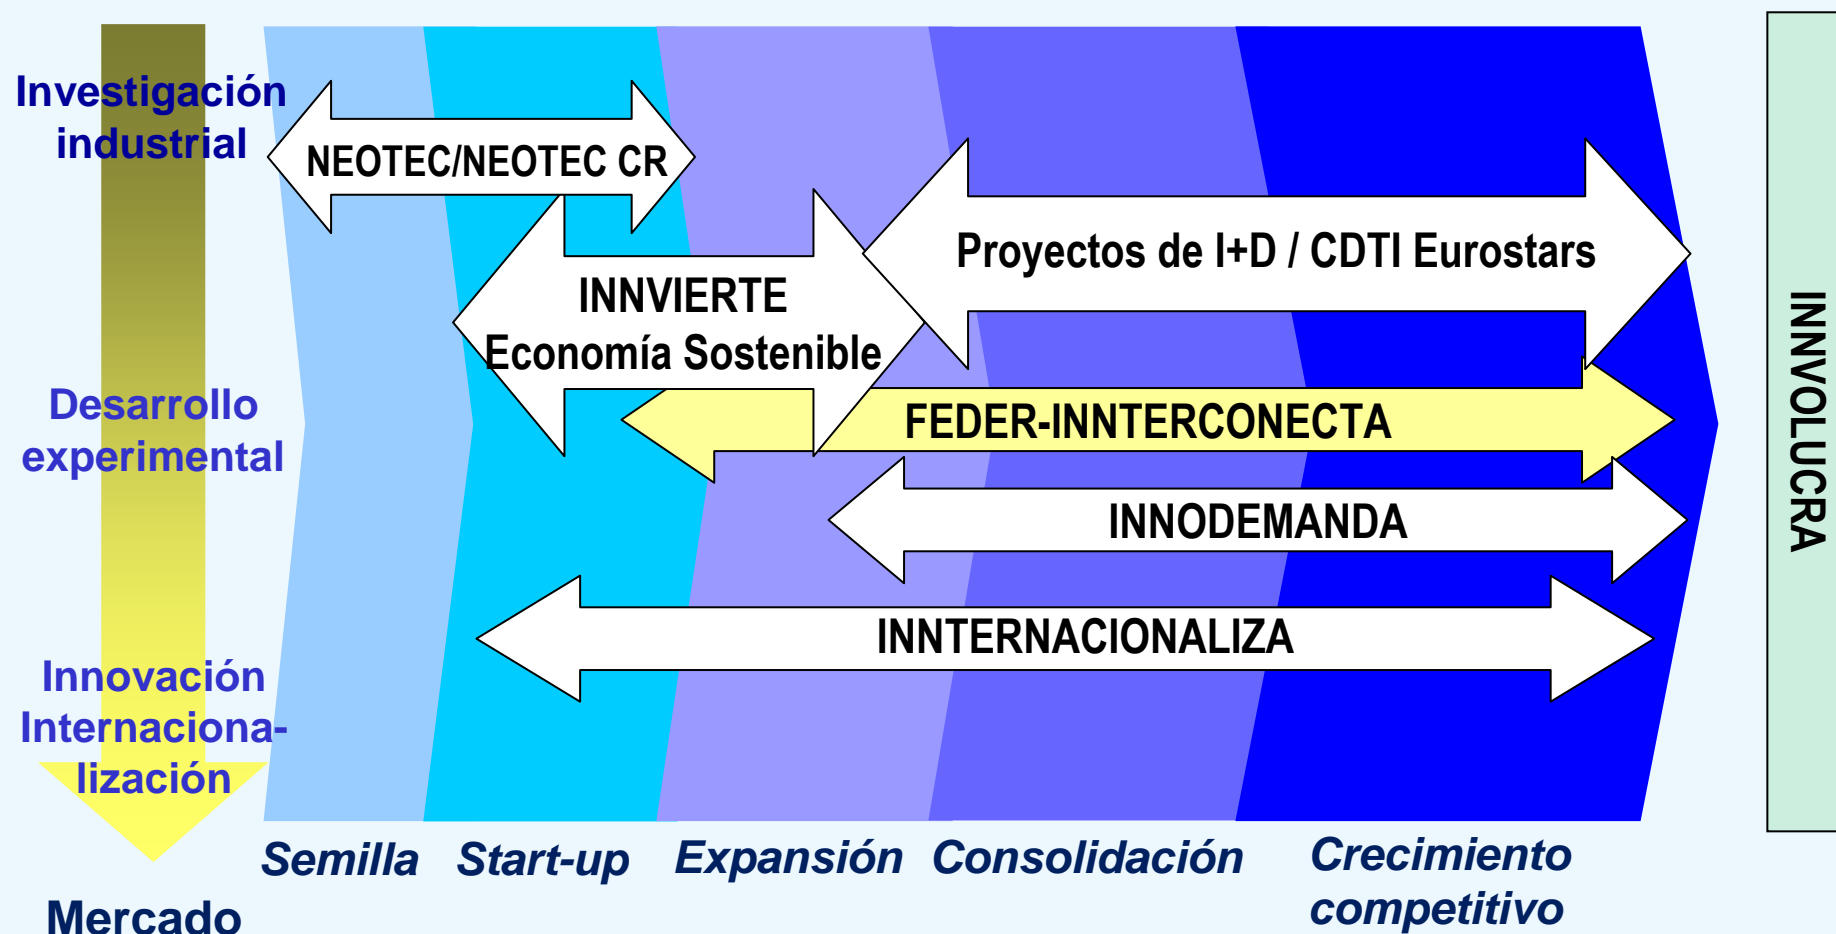 Investigación
industrial
NEOTEC/NEOTEC CR
Proyectos de I+D / CDTI Eurostars
INNVIERTE
Economía Sostenible
Desarrollo
experimental
FEDER-INNTERCONECTA
INNODEMANDA
INNTERNACIONALIZA
Innovación
Internaciona-
lización
INNVOLUCRA
Semilla
Start-up
Expansión
Consolidación
Crecimiento
competitivo
Mercado